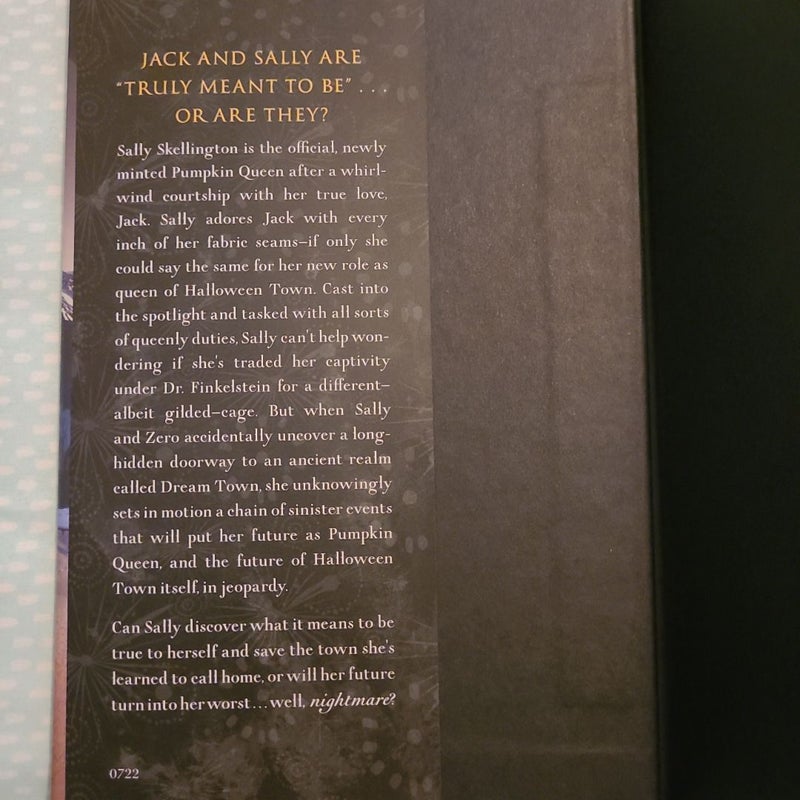 JACK AND SALLY ARE
“TRULY MEANT TO BE” . . .
OR ARE THEY?
Sally Skellington is the official, newly
minted Pumpkin Queen after a whirl-
wind courtship with her true love,
Jack. Sally adores Jack with every
inch of her fabric seams—if only she
could say the same for her new role as
queen of Halloween Town. Cast into
the spotlight and tasked with all sorts
of queenly duties, Sally can't help won-
dering if she's traded her captivity
under Dr. Finkelstein for a different—
albeit gilded—cage. But when Sally
and Zero accidentally uncover a long-
hidden doorway to an ancient realm
called Dream Town, she unknowingly
sets in motion a chain of sinister events
that will put her future as Pumpkin
Queen, and the future of Halloween
Town itself, in jeopardy.
Can Sally discover what it means to be
true to herself and save the town she's
learned to call home, or will her future
turn into her worst . . . well, nightmare?
0722